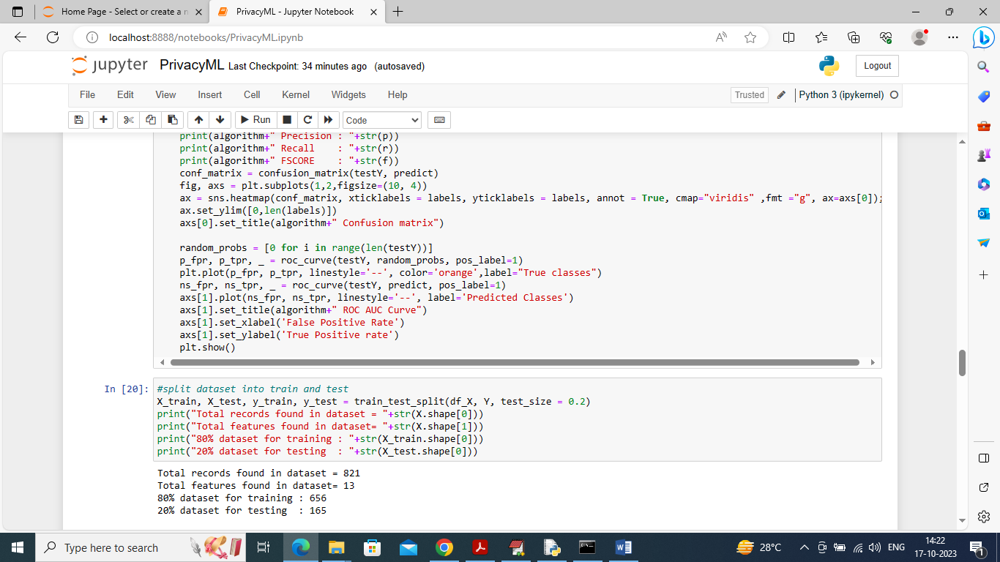 Home Page - Select or create a n
PrivacyML - Jupyter Notebook
localhost:8888/notebooks/PrivacyML.ipynb
jupyter PrivacyML Last Checkpoint: 34 minutes ago (autosaved)
Logout
File Edit View Insert Cell Kernel Widgets Help
Trusted
Python 3 (ipykernel)
Run
Code
print(algorithm+" Precision : "+str(p))
print(algorithm+" Recall    : "+str(r))
print(algorithm+" FSCORE    : "+str(f))
conf_matrix = confusion_matrix(testY, predict)
fig, axs = plt.subplots(1,2,figsize=(10, 4))
ax = sns.heatmap(conf_matrix, xticklabels = labels, yticklabels = labels, annot = True, cmap="viridis" ,fmt ="g", ax=axs[0]);
ax.set_ylim([0,len(labels)])
axs[0].set_title(algorithm+" Confusion matrix")
random_probs = [0 for i in range(len(testY))]
p_fpr, p_tpr, _ = roc_curve(testY, random_probs, pos_label=1)
plt.plot(p_fpr, p_tpr, linestyle='--', color='orange',label="True classes")
ns_fpr, ns_tpr, _ = roc_curve(testY, predict, pos_label=1)
axs[1].plot(ns_fpr, ns_tpr, linestyle='--', label='Predicted Classes')
axs[1].set_title(algorithm+" ROC AUC Curve")
axs[1].set_xlabel('False Positive Rate')
axs[1].set_ylabel('True Positive rate')
plt.show()
In [20]:
#split dataset into train and test
X_train, X_test, y_train, y_test = train_test_split(df_X, Y, test_size = 0.2)
print("Total records found in dataset = "+str(X.shape[0]))
print("Total features found in dataset= "+str(X.shape[1]))
print("80% dataset for training : "+str(X_train.shape[0]))
print("20% dataset for testing  : "+str(X_test.shape[0]))
Total records found in dataset = 821
Total features found in dataset= 13
80% dataset for training : 656
20% dataset for testing  : 165
Type here to search
28°C
ENG
14:22
17-10-2023
1